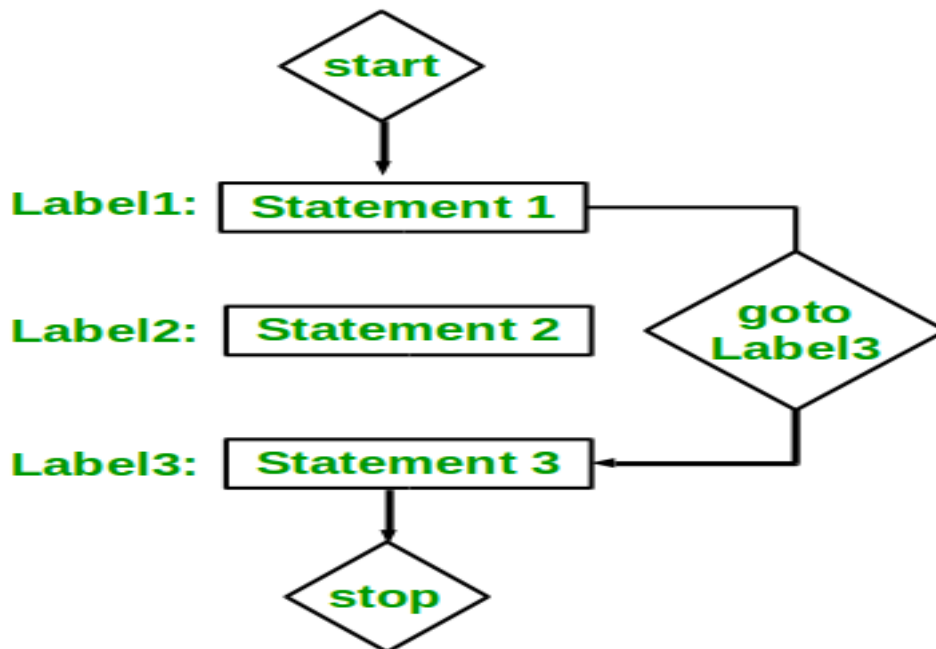 start
Label1: Statement 1
goto
Label2: Statement 2
Label3
Label3: Statement 3
stop